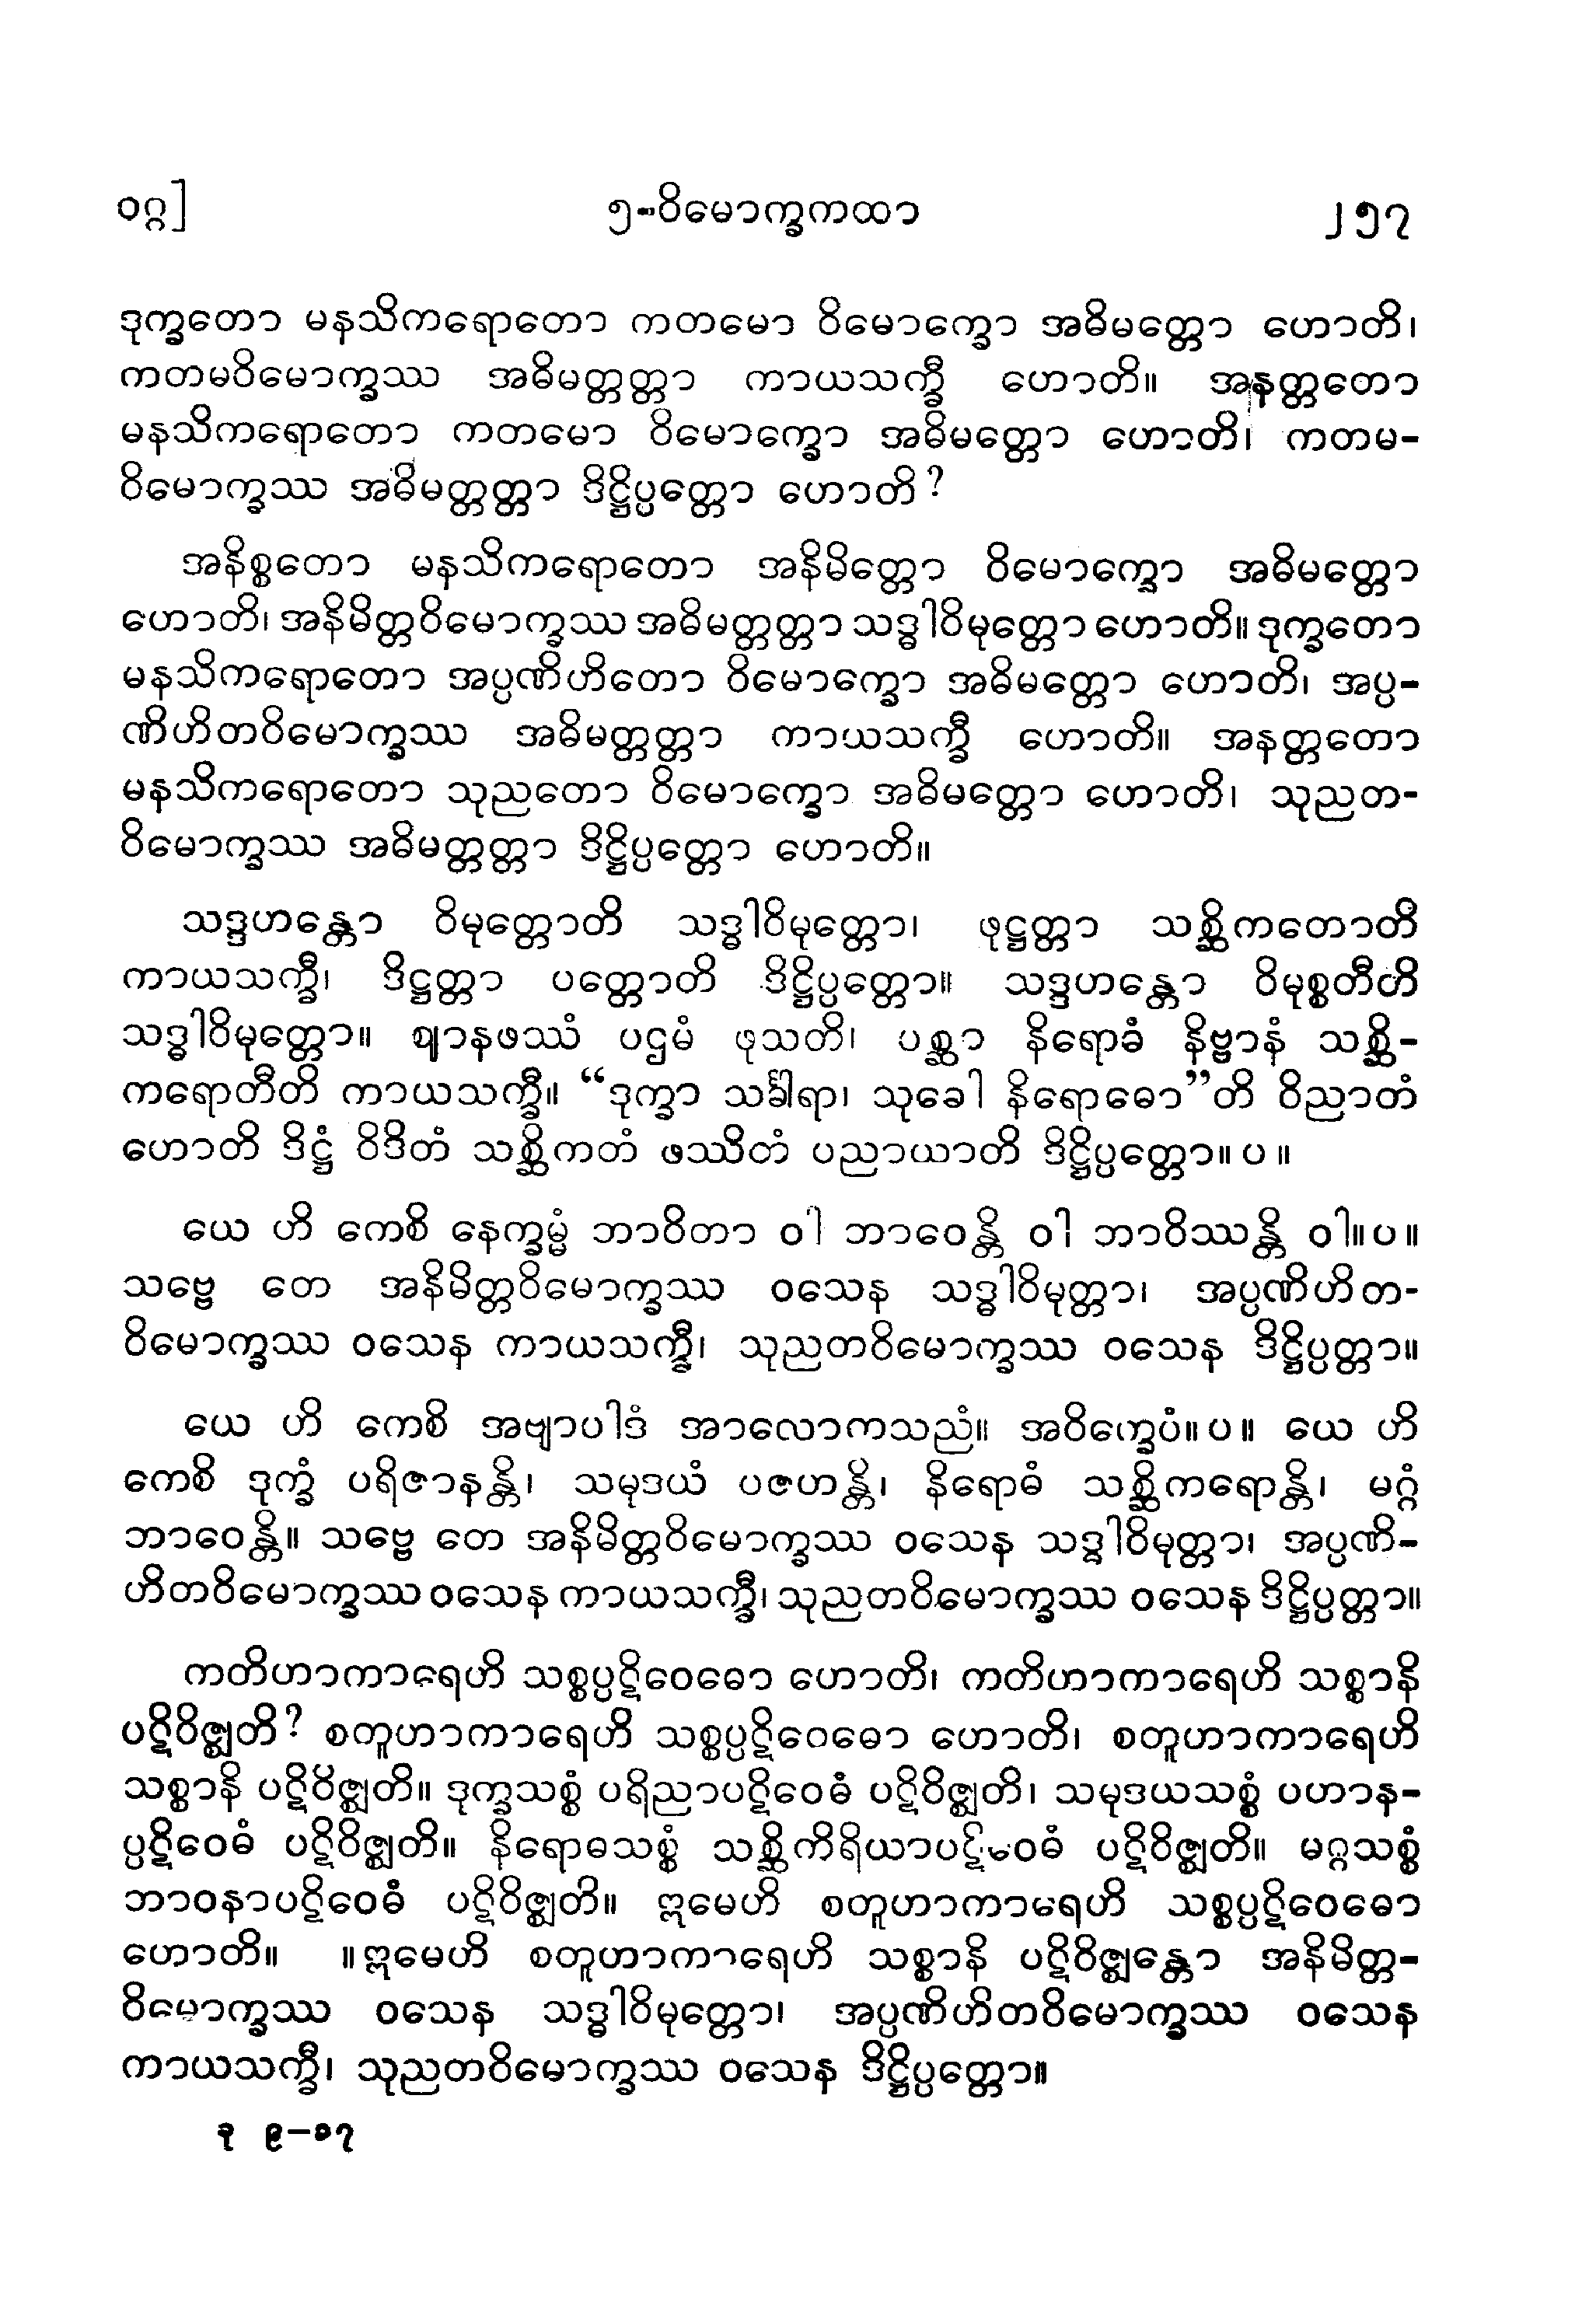 ဝဂ္ဂ] ၅-ဝိမောက္ခကထာ ၂၅၇
ဒုက္ခတော မနသိကရောတော ကတမော ဝိမောက္ခော အဓိမတ္တော ဟောတိ၊
ကတမဝိမောက္ခဿ အဓိမတ္တတ္တာ ကာယသက္ခီ ဟောတိ။ အနတ္တတော
မနသိကရောတော ကတမော ဝိမောက္ခော အဓိမတ္တော ဟောတိ၊ ကတမ-
ဝိမောက္ခဿ အဓိမတ္တတ္တာ ဒိဋ္ဌိပ္ပတ္တော ဟောတိ?
အနိစ္စတော မနသိကရောတော အနိမိတ္တော ဝိမောက္ခော အဓိမတ္တော
ဟောတိ၊ အနိမိတ္တဝိမောက္ခဿ အဓိမတ္တတ္တာ သဒ္ဓါဝိမုတ္တော ဟောတိ။ ဒုက္ခတော
မနသိကရောတော အပ္ပဏိဟိတော ဝိမောက္ခော အဓိမတ္တော ဟောတိ၊ အပ္ပ-
ဏိဟိတဝိမောက္ခဿ အဓိမတ္တတ္တာ ကာယသက္ခီ ဟောတိ။ အနတ္တတော
မနသိကရောတော သုညတော ဝိမောက္ခော အဓိမတ္တော ဟောတိ၊ သုညတ-
ဝိမောက္ခဿ အဓိမတ္တတ္တာ ဒိဋ္ဌိပ္ပတ္တော ဟောတိ။
သဒ္ဒဟန္တော ဝိမုတ္တောတိ သဒ္ဓါဝိမုတ္တော၊ ဖုဋ္ဌတ္တာ သစ္ဆိကတောတိ
ကာယသက္ခီ၊ ဒိဋ္ဌတ္တာ ပတ္တောတိ ဒိဋ္ဌိပ္ပတ္တော။ သဒ္ဒဟန္တော ဝိမုစ္စတီတိ
သဒ္ဓါဝိမုတ္တော။ ဈာနဖဿံ ပဌမံ ဖုသတိ၊ ပစ္ဆာ နိရောဓံ နိဗ္ဗာနံ သစ္ဆိ-
ကရောတီတိ ကာယသက္ခီ။ “ဒုက္ခာ သင်္ခါရာ၊ သုခေါ နိရောဓော”တိ ဝိညာတံ
ဟောတိ ဒိဋ္ဌံ ဝိဒိတံ သစ္ဆိကတံ ဖဿိတံ ပညာယာတိ ဒိဋ္ဌိပ္ပတ္တော။ ပ ။
ယေ ဟိ ကေစိ နေက္ခမ္မံ ဘာဝိတာ ဝါ ဘာဝေန္တိ ဝါ ဘာဝိဿန္တိ ဝါ။ ပ။
သဗ္ဗေ တေ အနိမိတ္တဝိမောက္ခဿ ဝသေန သဒ္ဓါဝိမုတ္တာ၊ အပ္ပဏိဟိတ-
ဝိမောက္ခဿ ဝသေန ကာယသက္ခီ၊ သုညတဝိမောက္ခဿ ဝသေန ဒိဋ္ဌိပ္ပတ္တာ။
ယေ ဟိ ကေစိ အဗျာပါဒံ အာလောကသညံ။ အဝိက္ခေပံ။ ပ။ ယေ ဟိ
ကေစိ ဒုက္ခံ ပရိဇာနန္တိ၊ သမုဒယံ ပဇဟန္တိ၊ နိရောဓံ သစ္ဆိကရောန္တိ၊ မဂ္ဂံ
ဘာဝေန္တိ။ သဗ္ဗေ တေ အနိမိတ္တဝိမောက္ခဿ ဝသေန သဒ္ဓါဝိမုတ္တာ၊ အပ္ပဏိ-
ဟိတဝိမောက္ခဿ ဝသေန ကာယသက္ခီ၊ သုညတဝိမောက္ခဿ ဝသေန ဒိဋ္ဌိပ္ပတ္တာ။
ကတိဟာကာရေဟိ သစ္စပ္ပဋိဝေဓော ဟောတိ၊ ကတိဟာကာရေဟိ သစ္စာနိ
ပဋိဝိဇ္ဈတိ? စတူဟာကာရေဟိ သစ္စပ္ပဋိဝေဓော ဟောတိ၊ စတူဟာကာရေဟိ
သစ္စာနိ ပဋိဝိဇ္ဈတိ။ ဒုက္ခသစ္စံ ပရိညာပဋိဝေဓံ ပဋိဝိဇ္ဈတိ၊ သမုဒယသစ္စံ ပဟာန-
ပ္ပဋိဝေဓံ ပဋိဝိဇ္ဈတိ။ နိရောဓသစ္စံ သစ္ဆိကိရိယာပဋိဝေဓံ ပဋိဝိဇ္ဈတိ။ မဂ္ဂသစ္စံ
ဘာဝနာပဋိဝေဓံ ပဋိဝိဇ္ဈတိ။ ဣမေဟိ စတူဟာကာရေဟိ သစ္စပ္ပဋိဝေဓော
ဟောတိ။ ။ဣမေဟိ စတူဟာကာရေဟိ သစ္စာနိ ပဋိဝိဇ္ဈန္တော အနိမိတ္တ-
ဝိမောက္ခဿ ဝသေန သဒ္ဓါဝိမုတ္တော၊ အပ္ပဏိဟိတဝိမောက္ခဿ ဝသေန
ကာယသက္ခီ၊ သုညတဝိမောက္ခဿ ဝသေန ဒိဋ္ဌိပ္ပတ္တော။
ခု ၉-၁၇